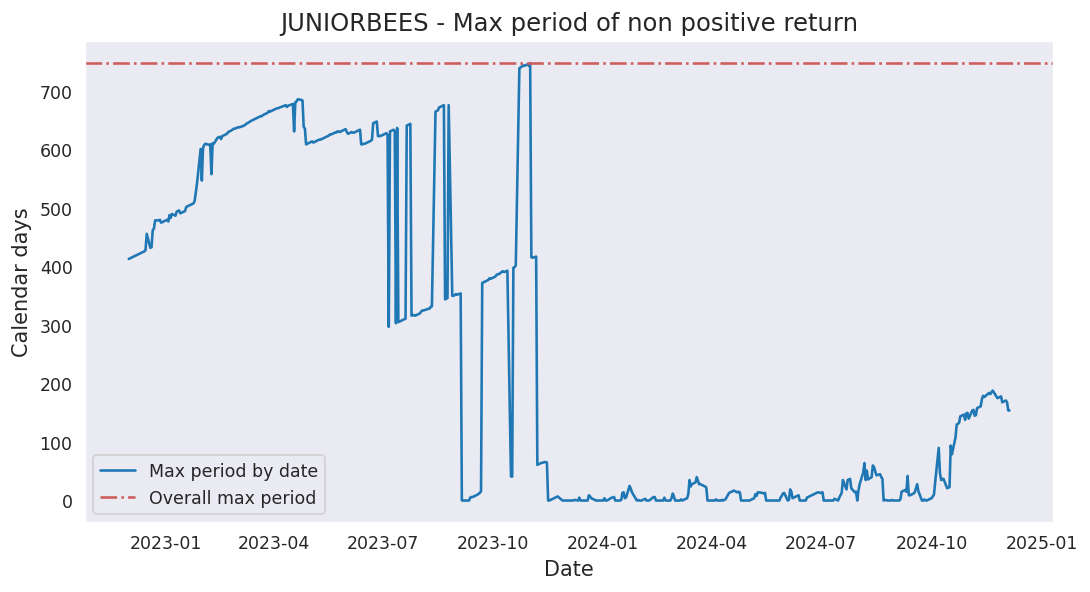 JUNIORBEES - Max period of non positive return
Calendar days
700
600
500
400
300
200
100
0
Max period by date
Overall max period
2023-01 2023-04 2023-07 2023-10 2024-01 2024-04 2024-07 2024-10 2025-01
Date